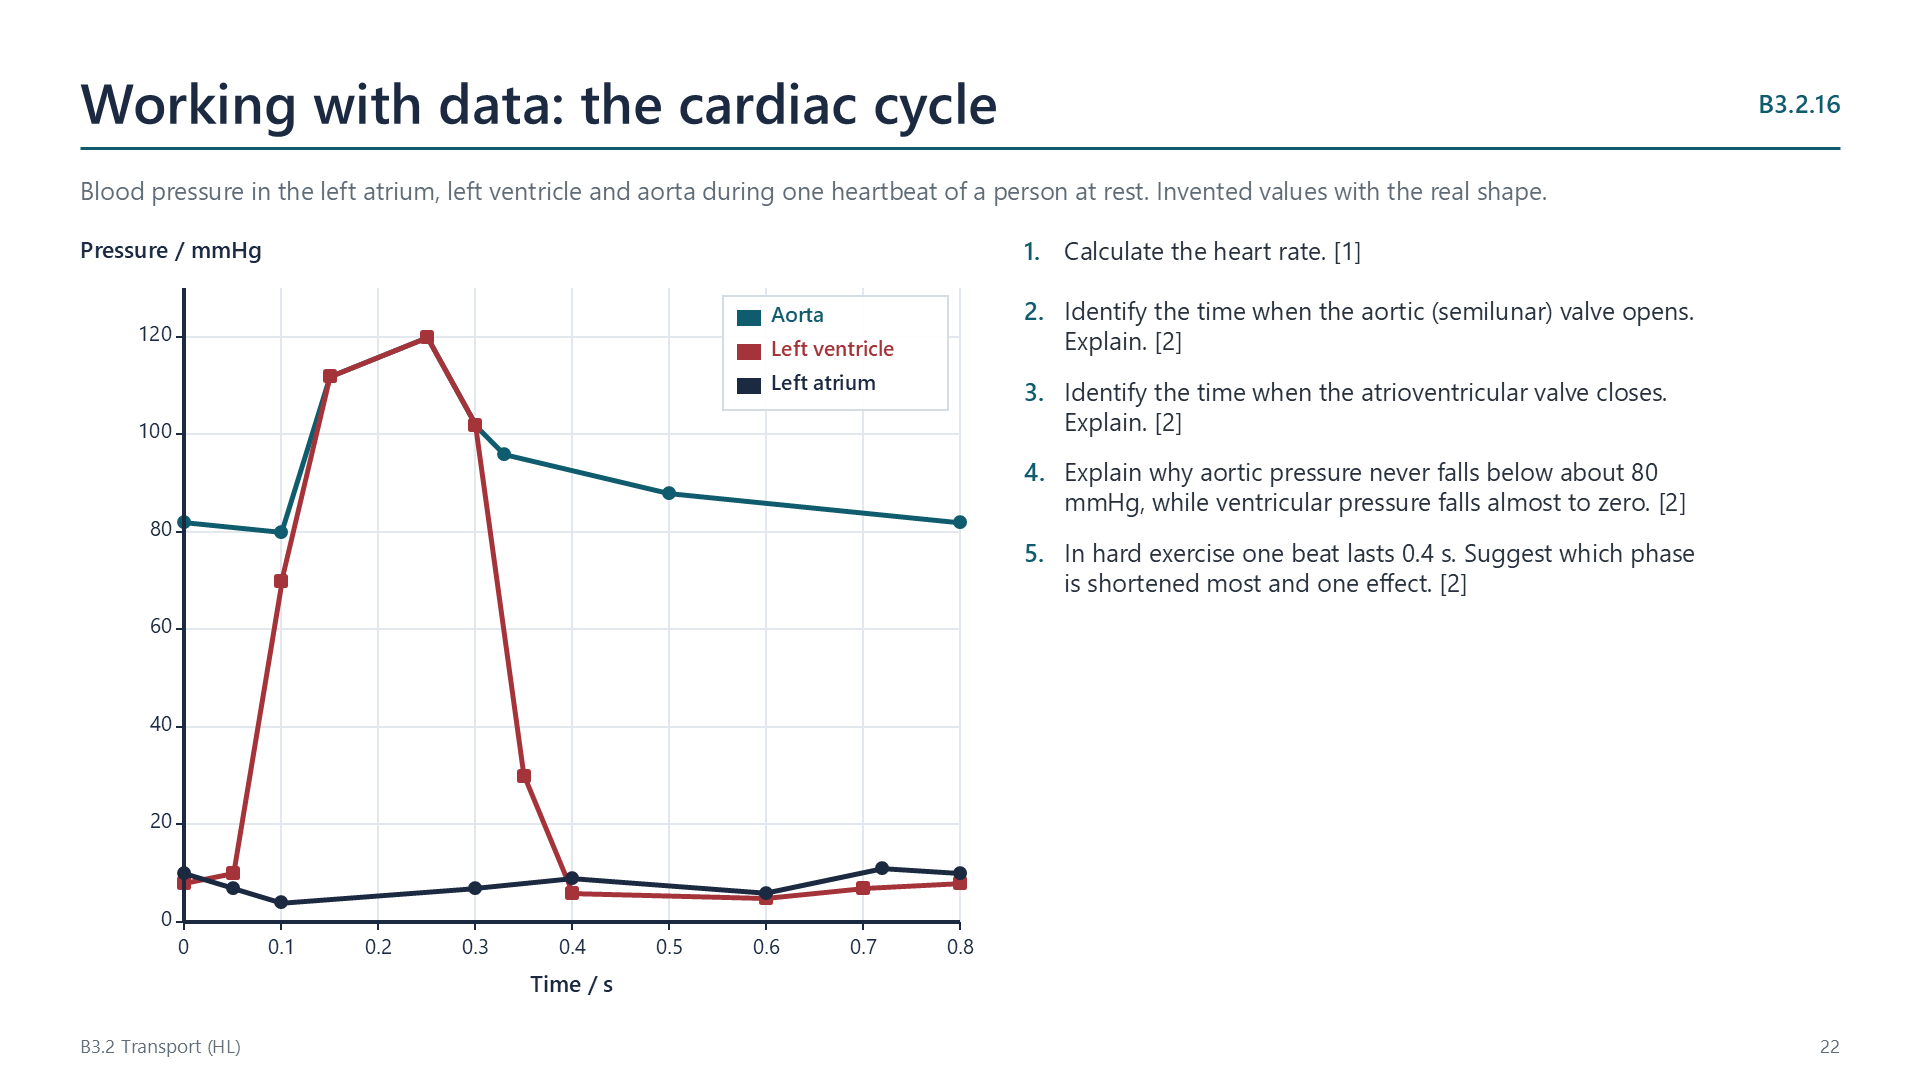 Working with data: the cardiac cycle
B3.2.16
Blood pressure in the left atrium, left ventricle and aorta during one heartbeat of a person at rest. Invented values with the real shape.
Pressure / mmHg
120
100
80
60
40
20
0
0 0.1 0.2 0.3 0.4 0.5 0.6 0.7 0.8
Time / s
Aorta
Left ventricle
Left atrium
1. Calculate the heart rate. [1]
2. Identify the time when the aortic (semilunar) valve opens.
Explain. [2]
3. Identify the time when the atrioventricular valve closes.
Explain. [2]
4. Explain why aortic pressure never falls below about 80
mmHg, while ventricular pressure falls almost to zero. [2]
5. In hard exercise one beat lasts 0.4 s. Suggest which phase
is shortened most and one effect. [2]
B3.2 Transport (HL)
22